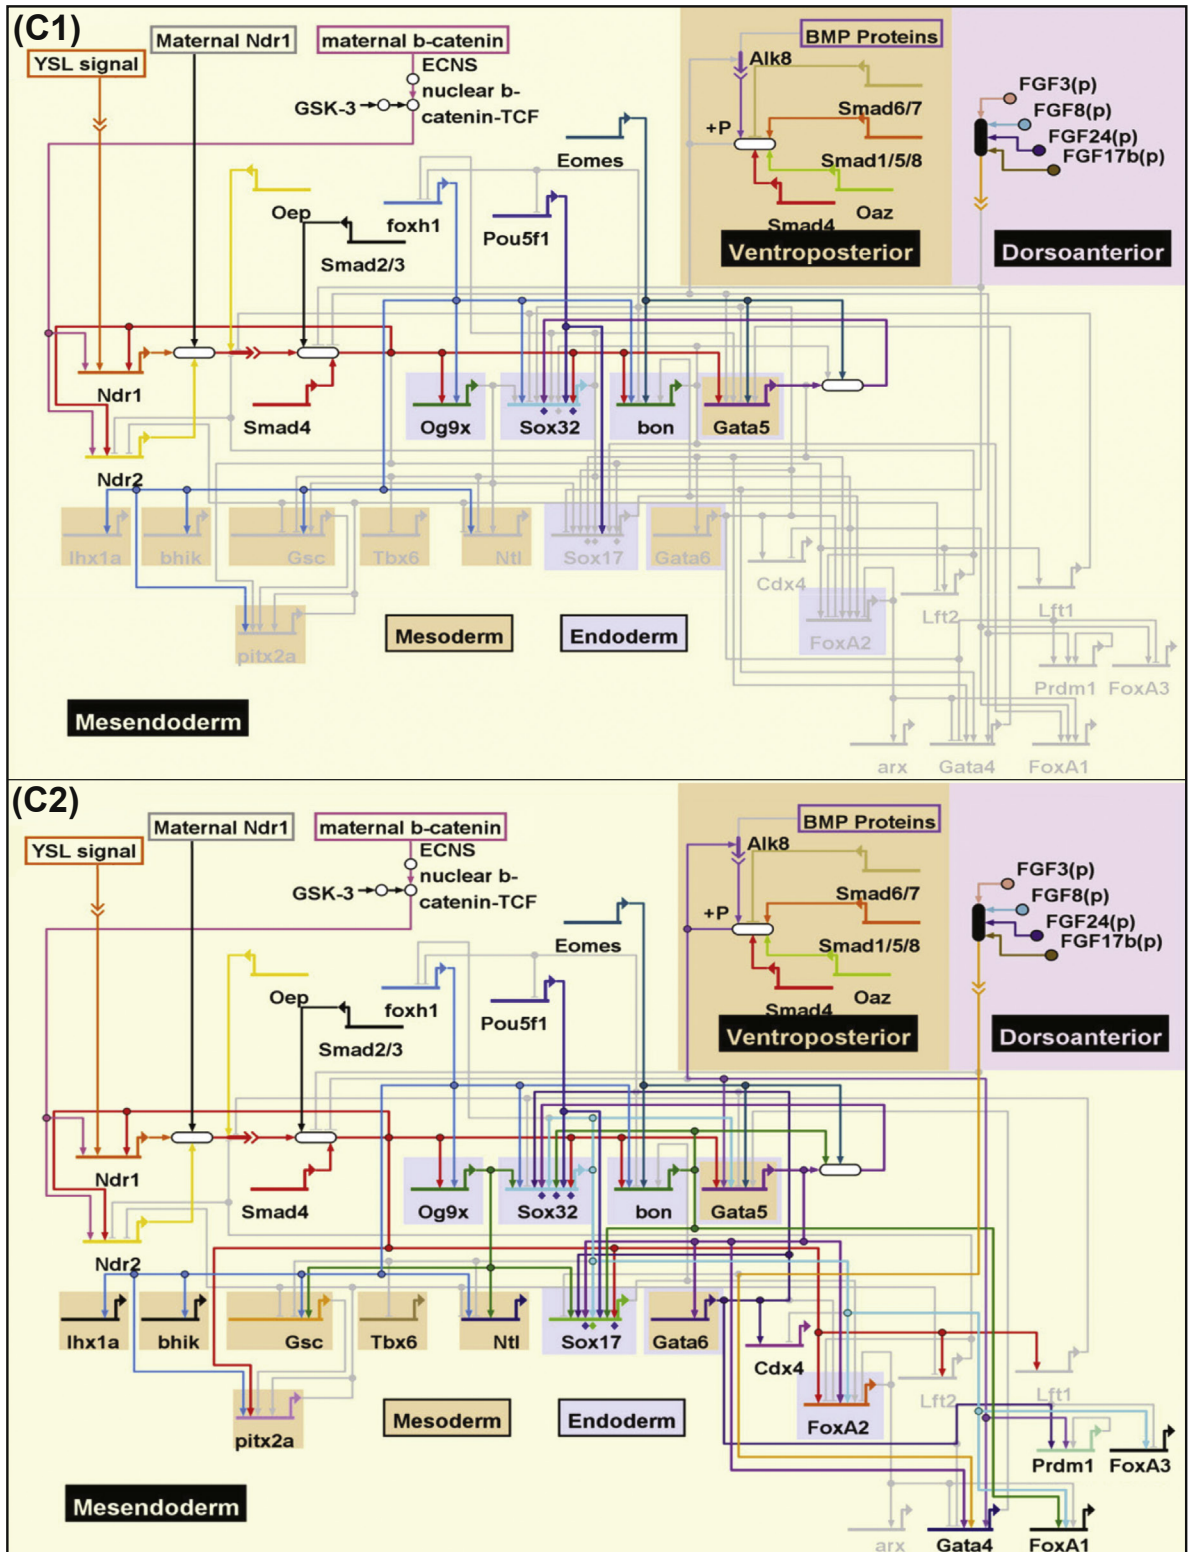 (C1)
Maternal Ndr1
maternal b-catenin
BMP Proteins
YSL signal
ECNS
Alk8
nuclear b-
GSK-3
catenin-TCF
FGF3(p)
Smad6/7
FGF8(p)
+P
FGF24(p)
Eomes
Smad1/5/8
FGF17b(p)
Oep
foxh1
Pou5f1
Smad4
Oaz
Smad2/3
Ventroposterior
Dorsoanterior
Ndr1
Smad4
Og9x
Sox32
bon
Gata5
Ndr2
lhx1a
bhik
Gsc
Tbx6
Ntl
Sox17
Gata6
Cdx4
Lft2
Lft1
Mesoderm
Endoderm
FoxA2
pitx2a
Prdm1
FoxA3
Mesendoderm
arx
Gata4
FoxA1
(C2)
Maternal Ndr1
maternal b-catenin
BMP Proteins
YSL signal
ECNS
Alk8
nuclear b-
GSK-3
catenin-TCF
FGF3(p)
Smad6/7
FGF8(p)
+P
FGF24(p)
Eomes
Smad1/5/8
FGF17b(p)
Oep
foxh1
Pou5f1
Smad4
Oaz
Smad2/3
Ventroposterior
Dorsoanterior
Ndr1
Smad4
Og9x
Sox32
bon
Gata5
Ndr2
lhx1a
bhik
Gsc
Tbx6
Ntl
Sox17
Gata6
Cdx4
Lft2
Lft1
Mesoderm
Endoderm
FoxA2
pitx2a
Prdm1
FoxA3
Mesendoderm
arx
Gata4
FoxA1